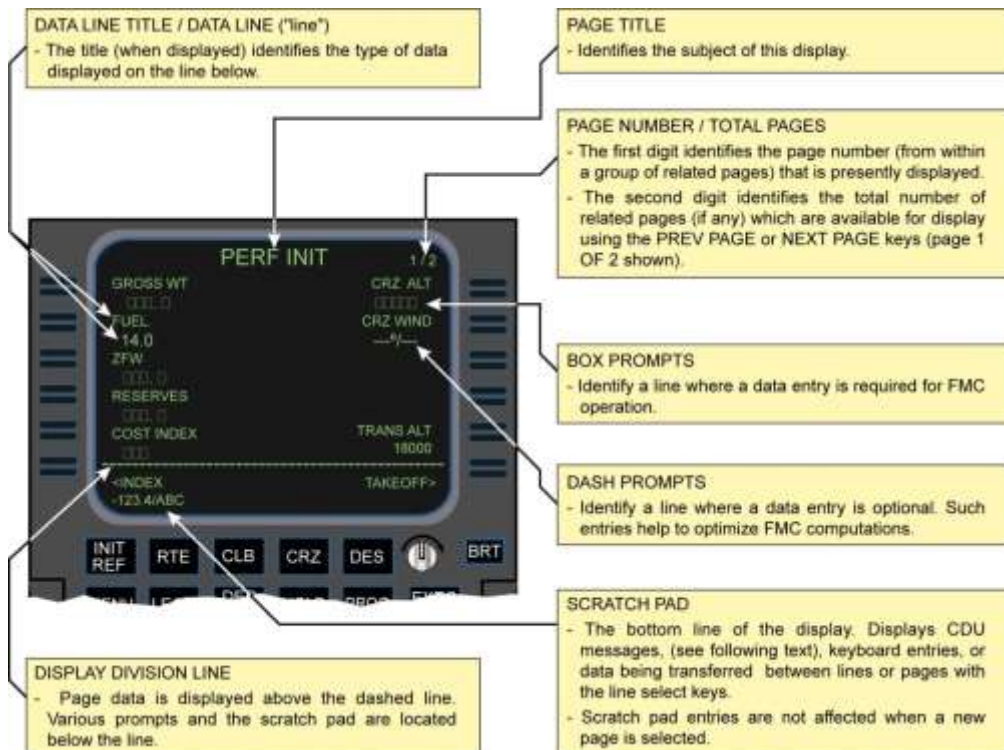 DATA LINE TITLE / DATA LINE ("line")
- The title (when displayed) identifies the type of data
displayed on the line below.
PAGE TITLE
- Identifies the subject of this display.
PAGE NUMBER / TOTAL PAGES
- The first digit identifies the page number (from within
a group of related pages) that is presently displayed.
- The second digit identifies the total number of
related pages (if any) which are available for display
using the PREV PAGE or NEXT PAGE keys (page
1 OF 2 shown).
PERF INIT 1 / 2
GROSS WT CRZ ALT
□□□.□ □□□□□
FUEL CRZ WIND
14.0 ---°/---
ZFW
□□□.□
RESERVES
□□□.□
COST INDEX TRANS ALT
□□□ 18000
<INDEX TAKEOFF>
-123.4/ABC
INIT REF RTE CLB CRZ DES BRT
BOX PROMPTS
- Identify a line where a data entry is required for FMC
operation.
DASH PROMPTS
- Identify a line where a data entry is optional. Such
entries help to optimize FMC computations.
SCRATCH PAD
- The bottom line of the display. Displays CDU
messages, (see following text), keyboard entries, or
data being transferred between lines or pages with
the line select keys.
- Scratch pad entries are not affected when a new
page is selected.
DISPLAY DIVISION LINE
- Page data is displayed above the dashed line.
Various prompts and the scratch pad are located
below the line.